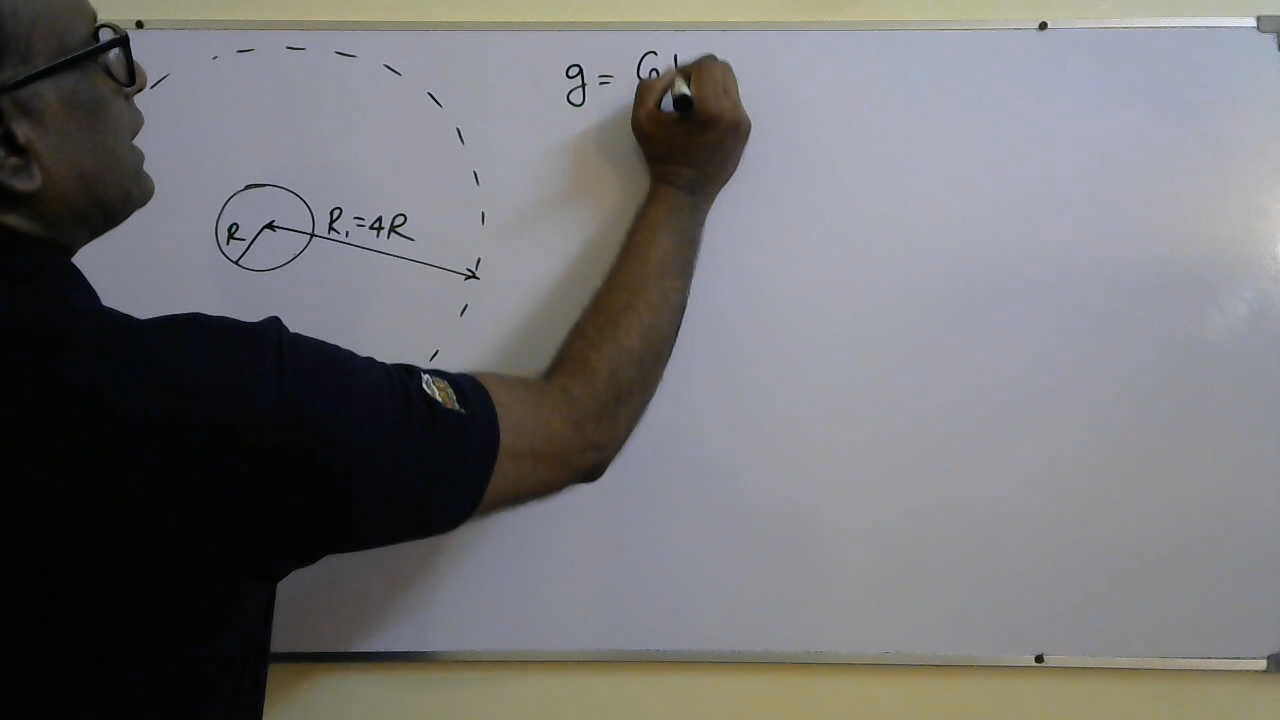 g = G
R
R₁ = 4R